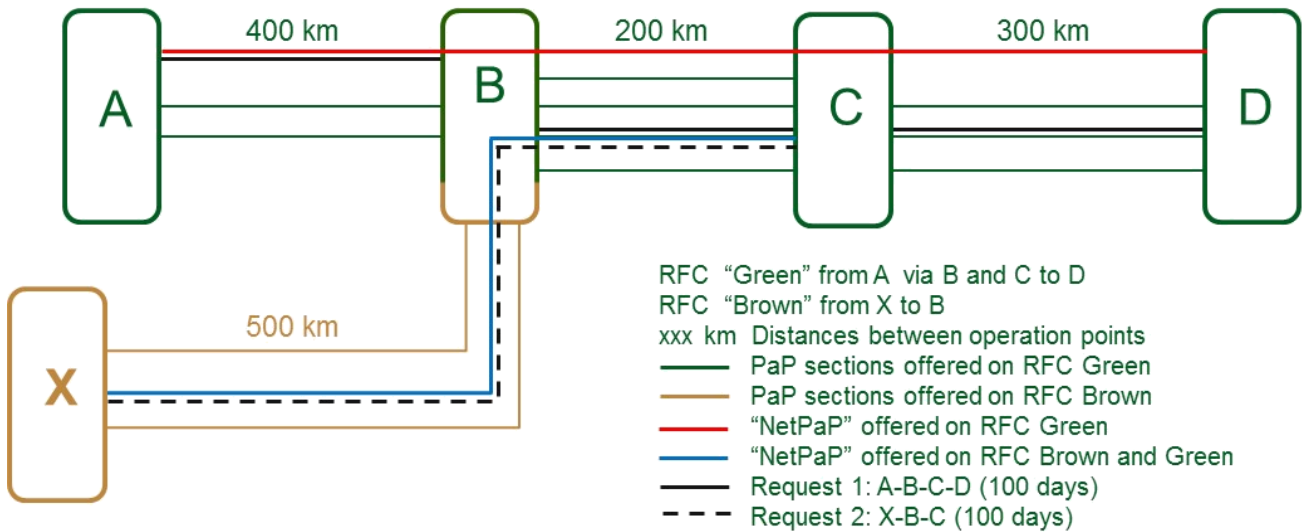 400 km
200 km
300 km
A
B
C
D
500 km
X
RFC “Green” from A via B and C to D
RFC “Brown” from X to B
xxx km Distances between operation points
PaP sections offered on RFC Green
PaP sections offered on RFC Brown
“NetPaP” offered on RFC Green
“NetPaP” offered on RFC Brown and Green
Request 1: A-B-C-D (100 days)
Request 2: X-B-C (100 days)